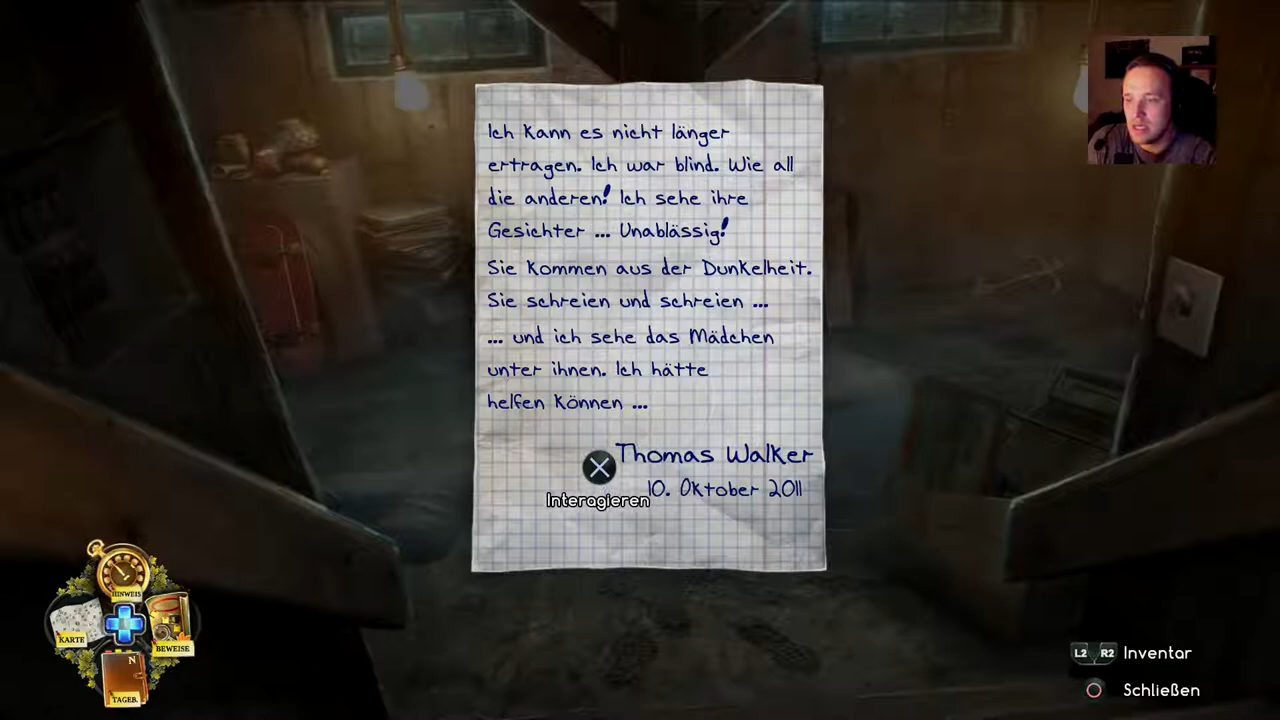 Ich kann es nicht länger
ertragen. Ich war blind. Wie all
die anderen! Ich sehe ihre
Gesichter ... Unablässig!
Sie kommen aus der Dunkelheit.
Sie schreien und schreien ...
... und ich sehe das Mädchen
unter ihnen. Ich hätte
helfen können ...
Thomas Walker
10. Oktober 2011
Interagieren
HINWEIS
KARTE
BEWEISE
N
TAGEB.
L2 R2 Inventar
Schließen